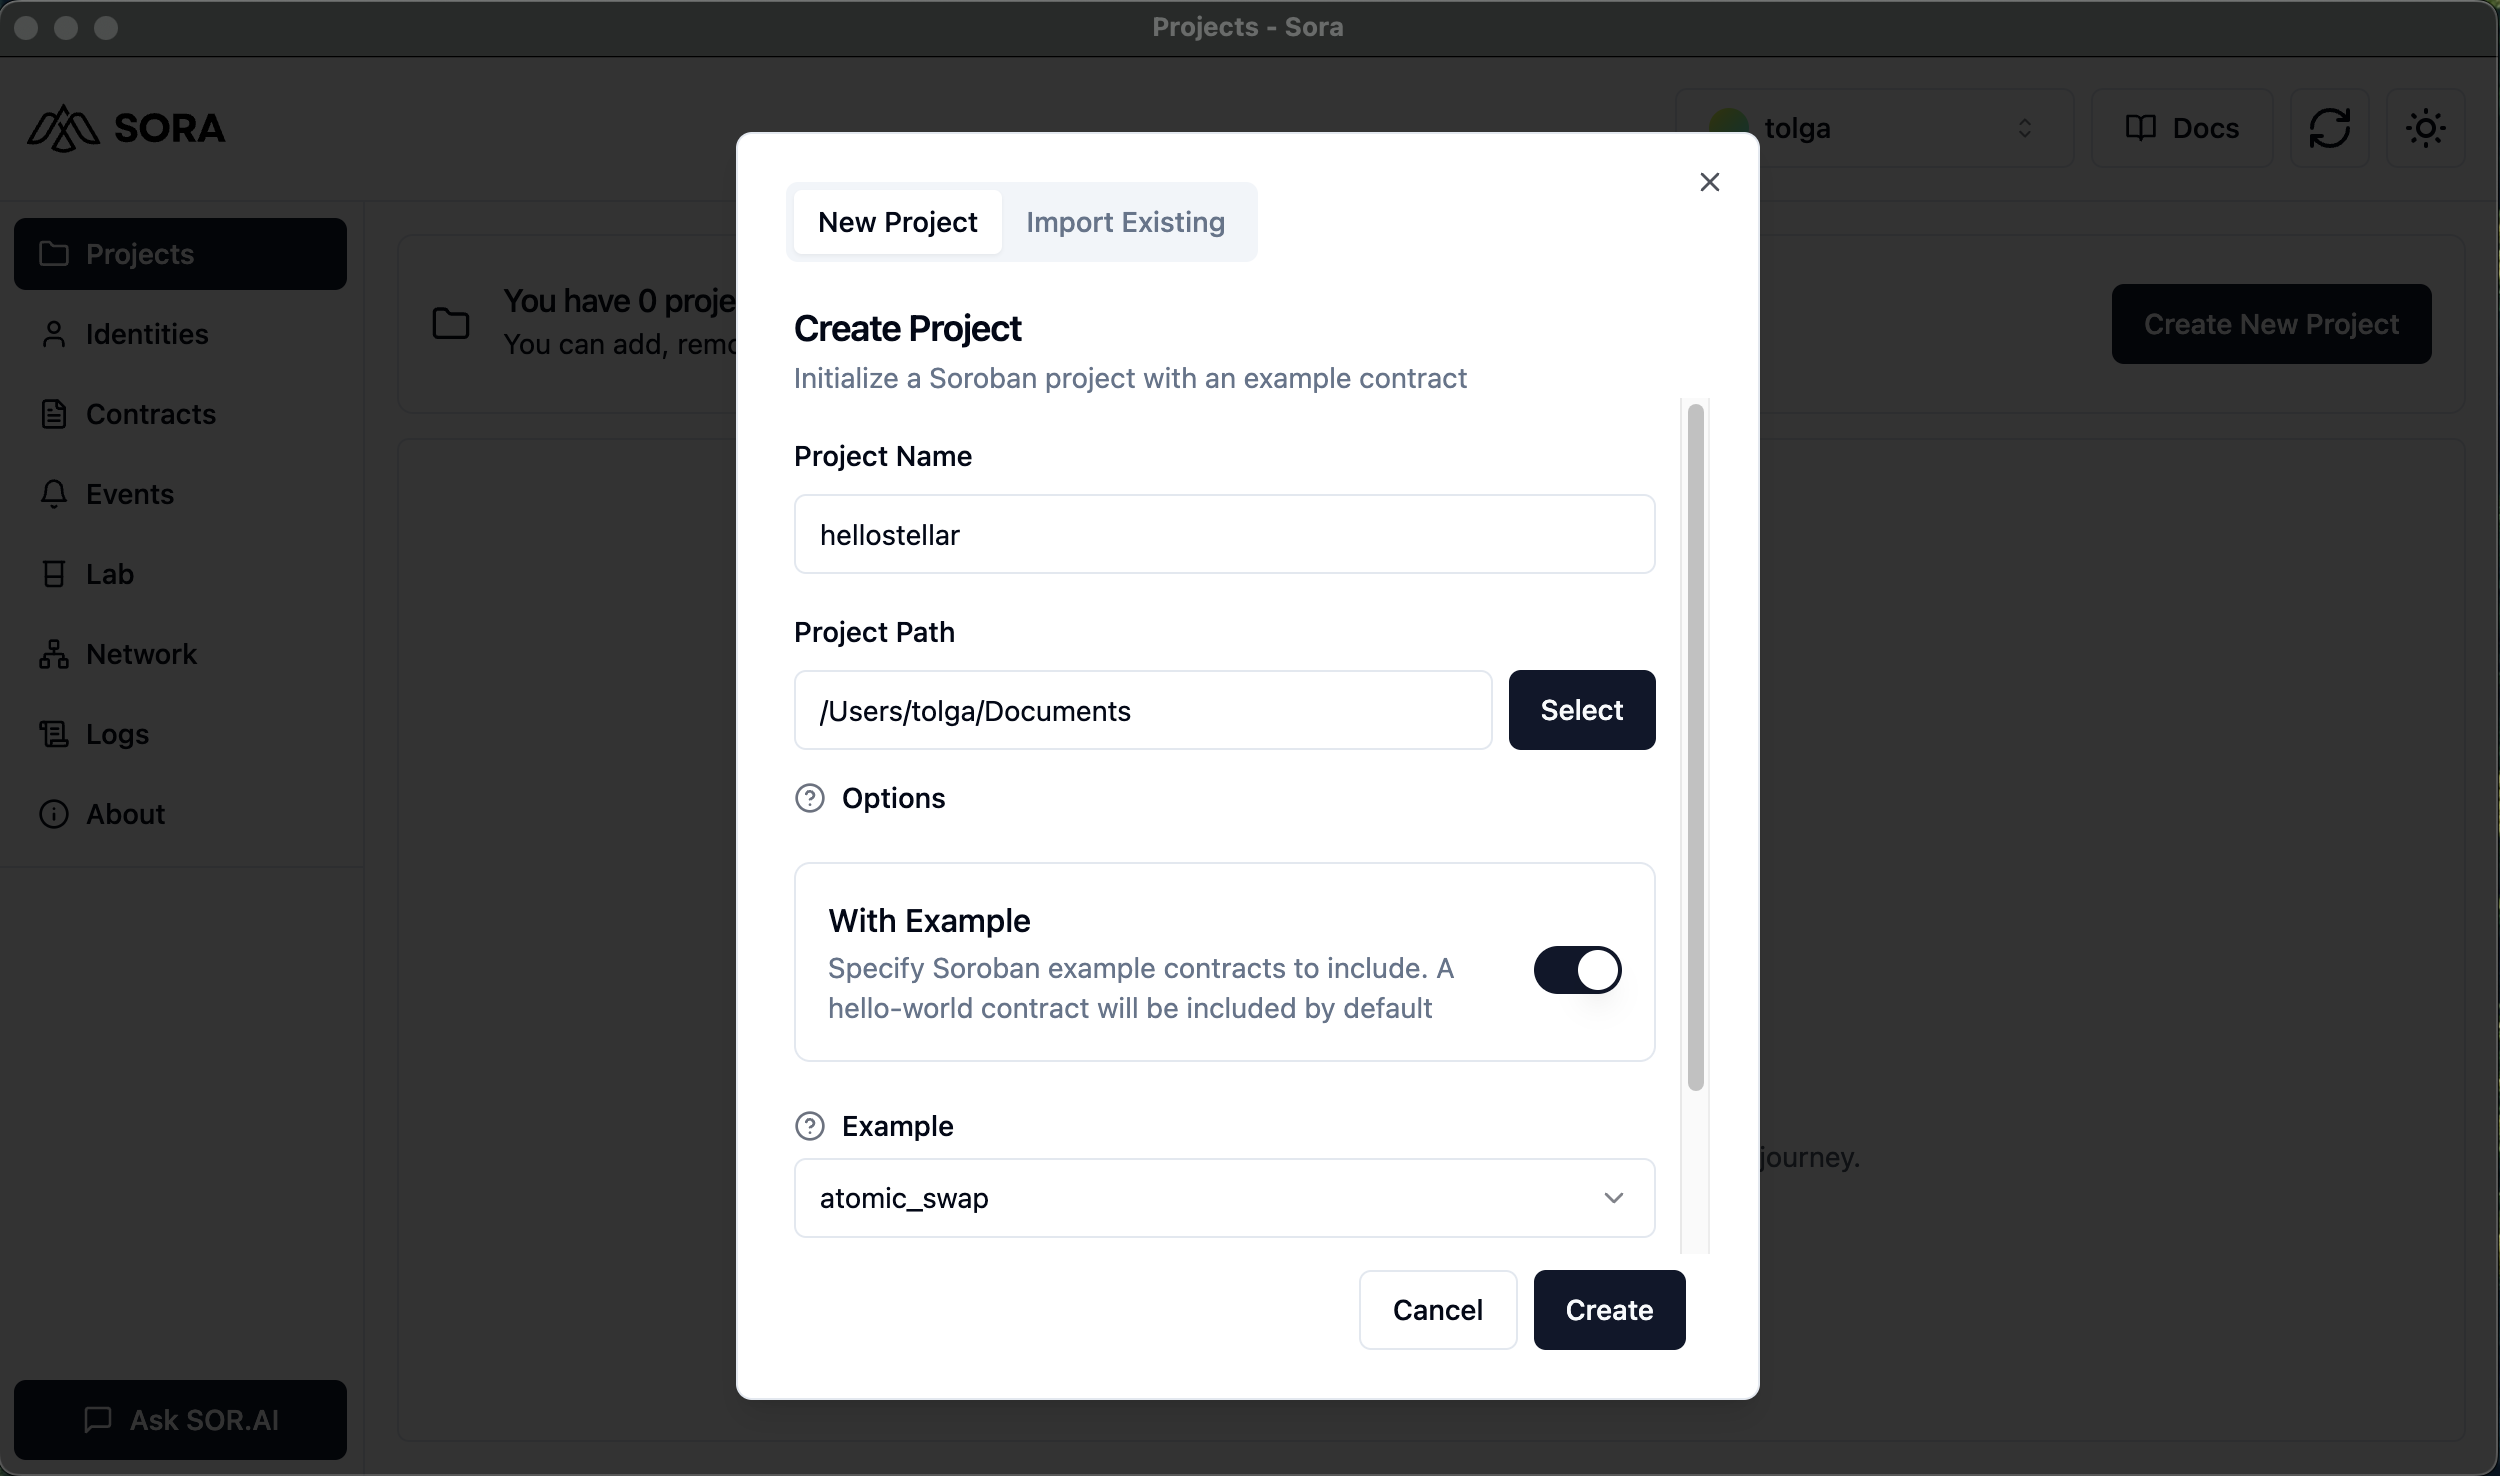 Projects - Sora
SORA
tolga
Docs
Projects
Identities
Contracts
Events
Lab
Network
Logs
About
Ask SOR.AI
You have 0 proje
You can add, remo
Create New Project
journey.
New Project
Import Existing
Create Project
Initialize a Soroban project with an example contract
Project Name
hellostellar
Project Path
/Users/tolga/Documents
Select
Options
With Example
Specify Soroban example contracts to include. A
hello-world contract will be included by default
Example
atomic_swap
Cancel
Create